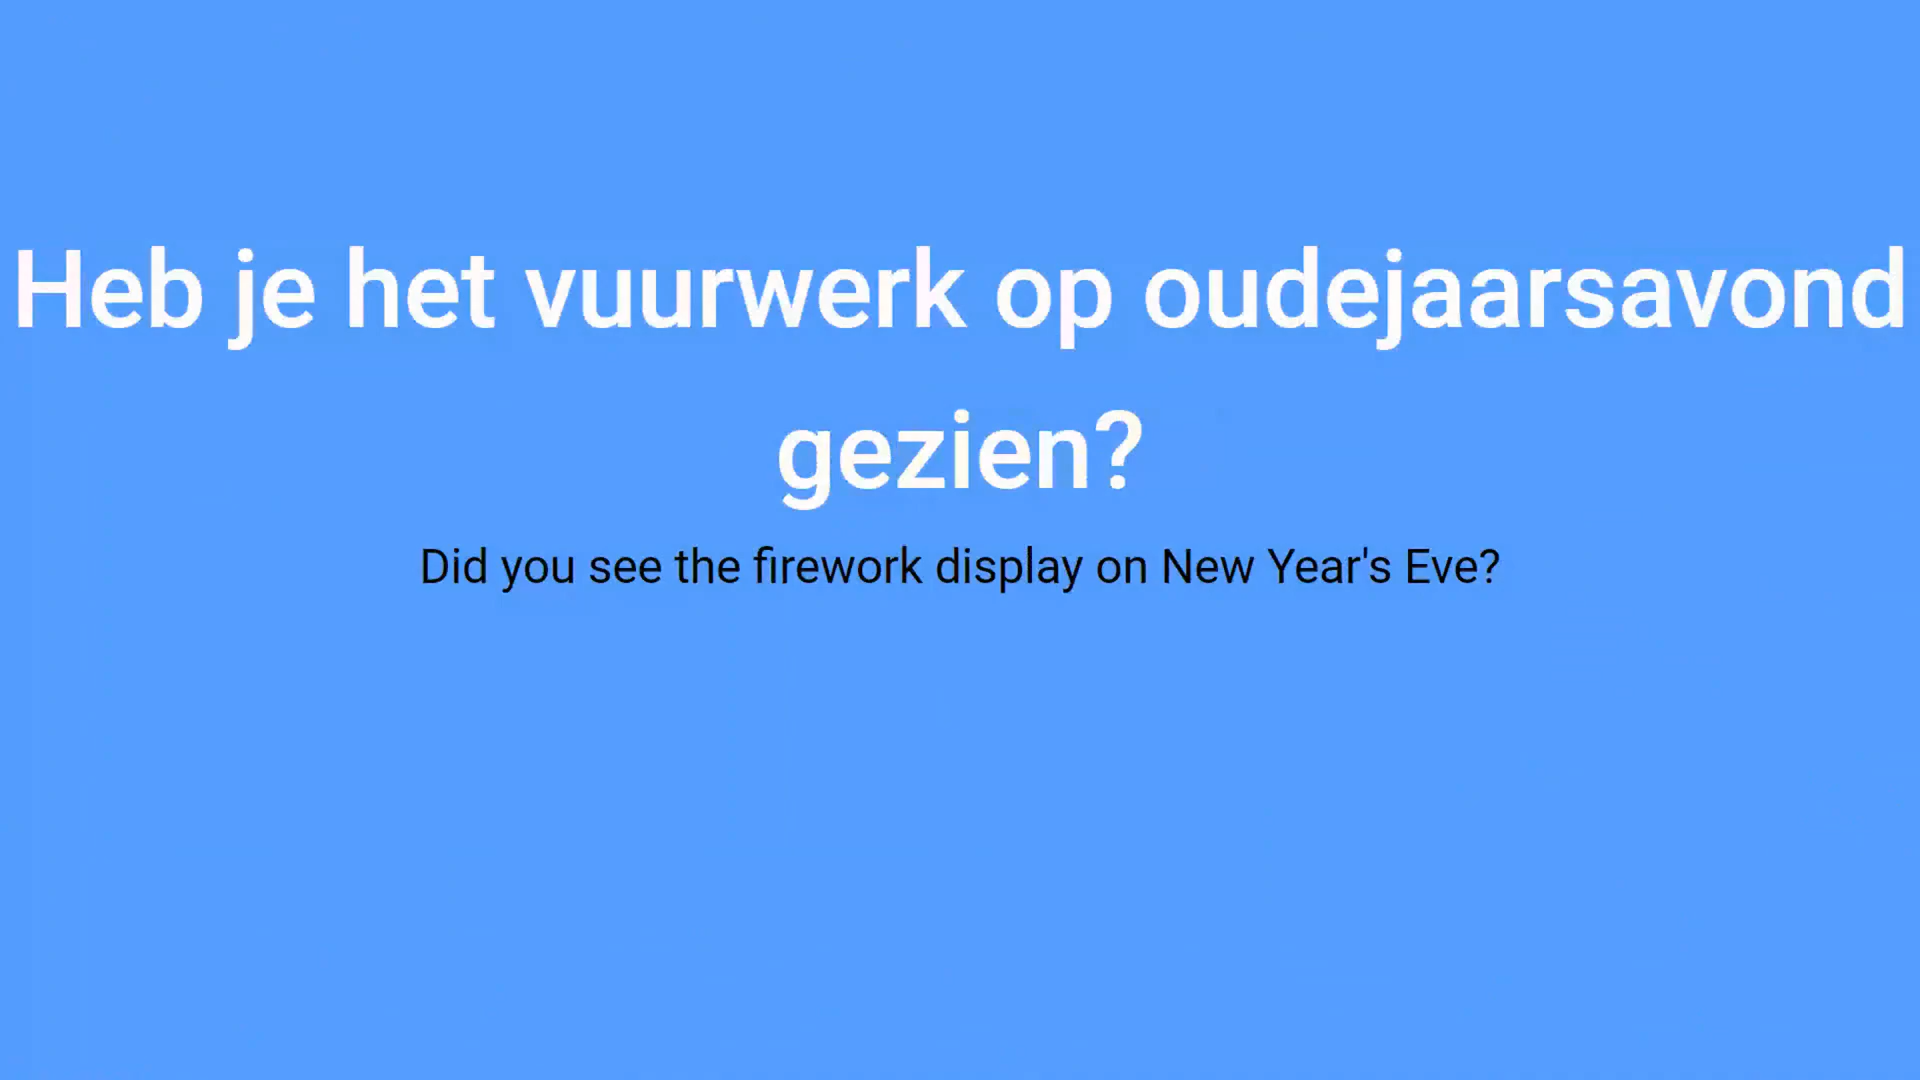 Heb je het vuurwerk op oudejaarsavond
gezien?
Did you see the firework display on New Year's Eve?